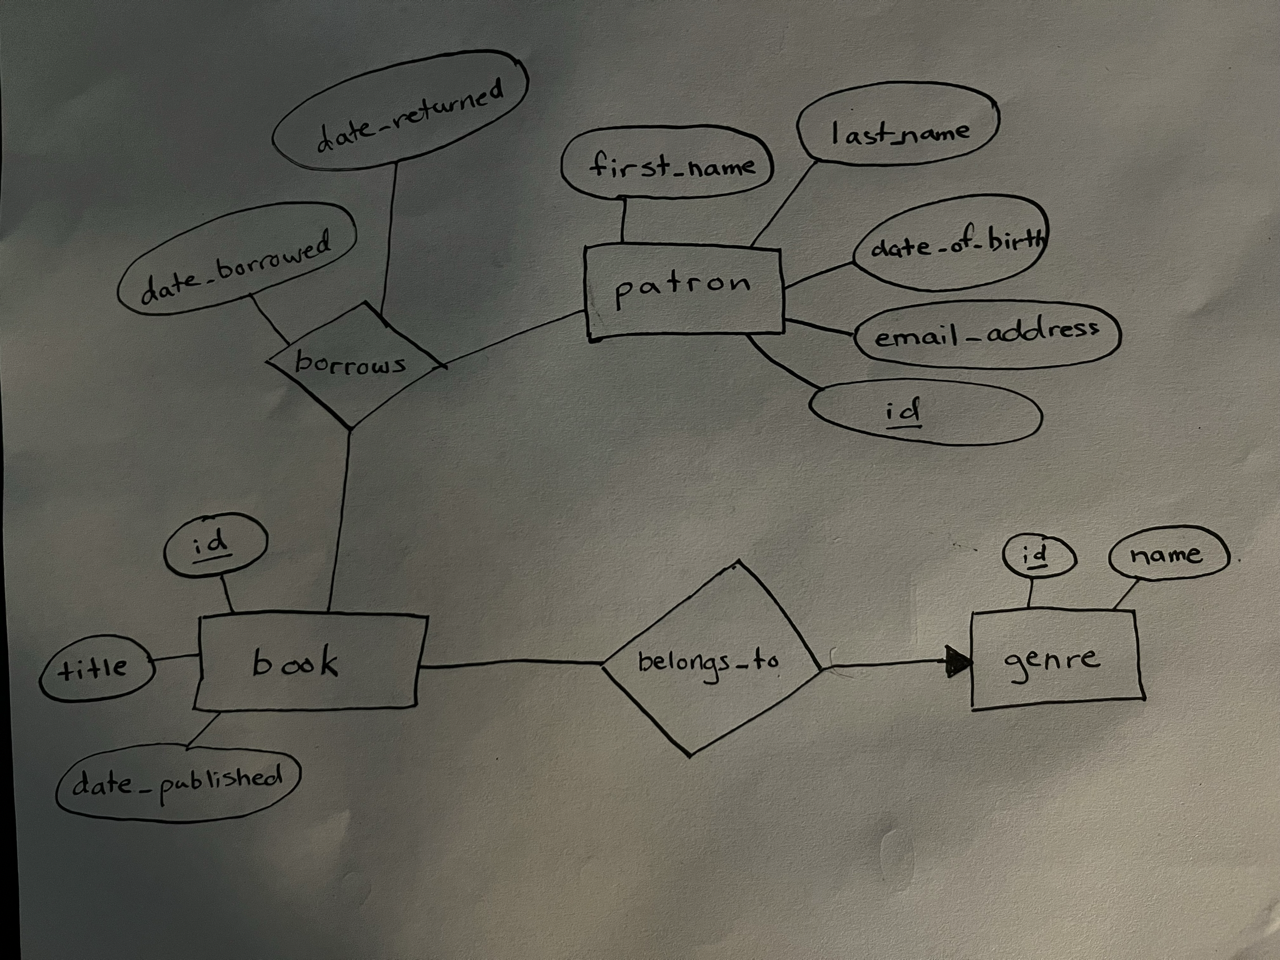 date_returned
last_name
first_name
date_borrowed
date_of_birth
patron
email_address
borrows
id
id
id
name
title
book
belongs_to
genre
date_published